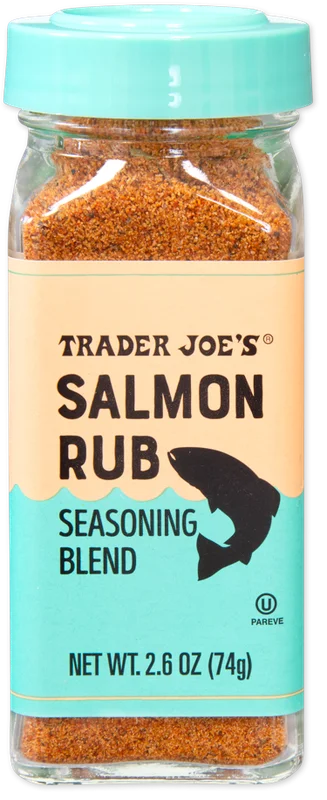 TRADER JOE'S®
SALMON
RUB
SEASONING
BLEND
U
PAREVE
NET WT. 2.6 OZ (74g)